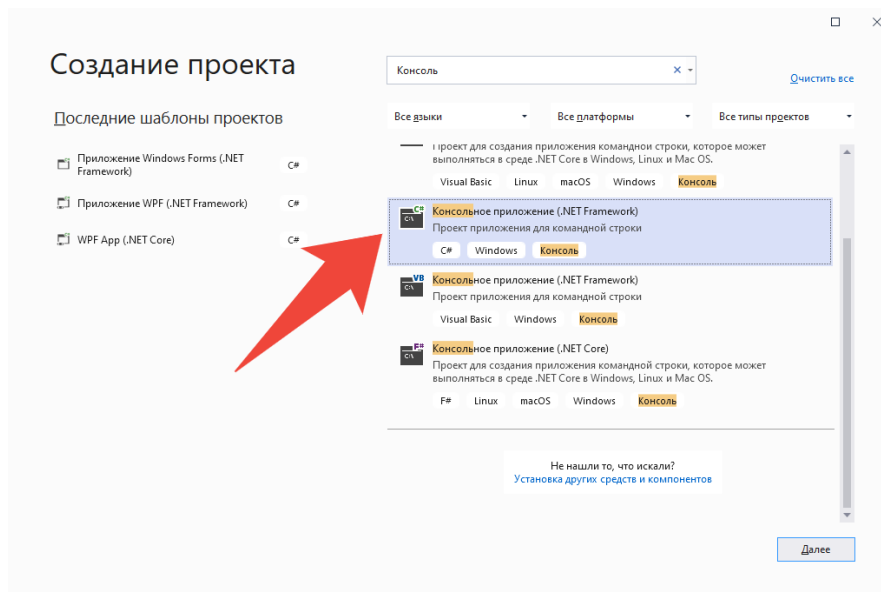 Создание проекта
Последние шаблоны проектов
Приложение Windows Forms (.NET
Framework)
C#
Приложение WPF (.NET Framework)
C#
WPF App (.NET Core)
C#
Консоль
Очистить все
Все языки
Все платформы
Все типы проектов
Проект для создания приложения командной строки, которое может
выполняться в среде .NET Core в Windows, Linux и Mac OS.
Visual Basic Linux macOS Windows Консоль
C#
C:\
Консольное приложение (.NET Framework)
Проект приложения для командной строки
C# Windows Консоль
VB
C:\
Консольное приложение (.NET Framework)
Проект приложения для командной строки
Visual Basic Windows Консоль
F#
C:\
Консольное приложение (.NET Core)
Проект для создания приложения командной строки, которое может
выполняться в среде .NET Core в Windows, Linux и Mac OS.
F# Linux macOS Windows Консоль
Не нашли то, что искали?
Установка других средств и компонентов
Далее